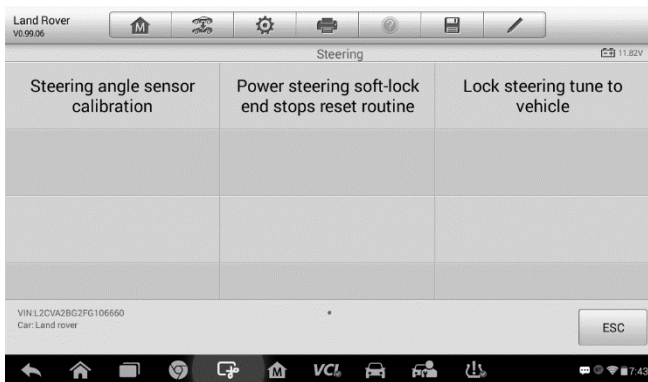 Land Rover
V0.99.06
Steering
11.82V
Steering angle sensor
calibration
Power steering soft-lock
end stops reset routine
Lock steering tune to
vehicle
VIN:L2CVA2BG2FG106660
Car: Land rover
ESC
VCI
7:43